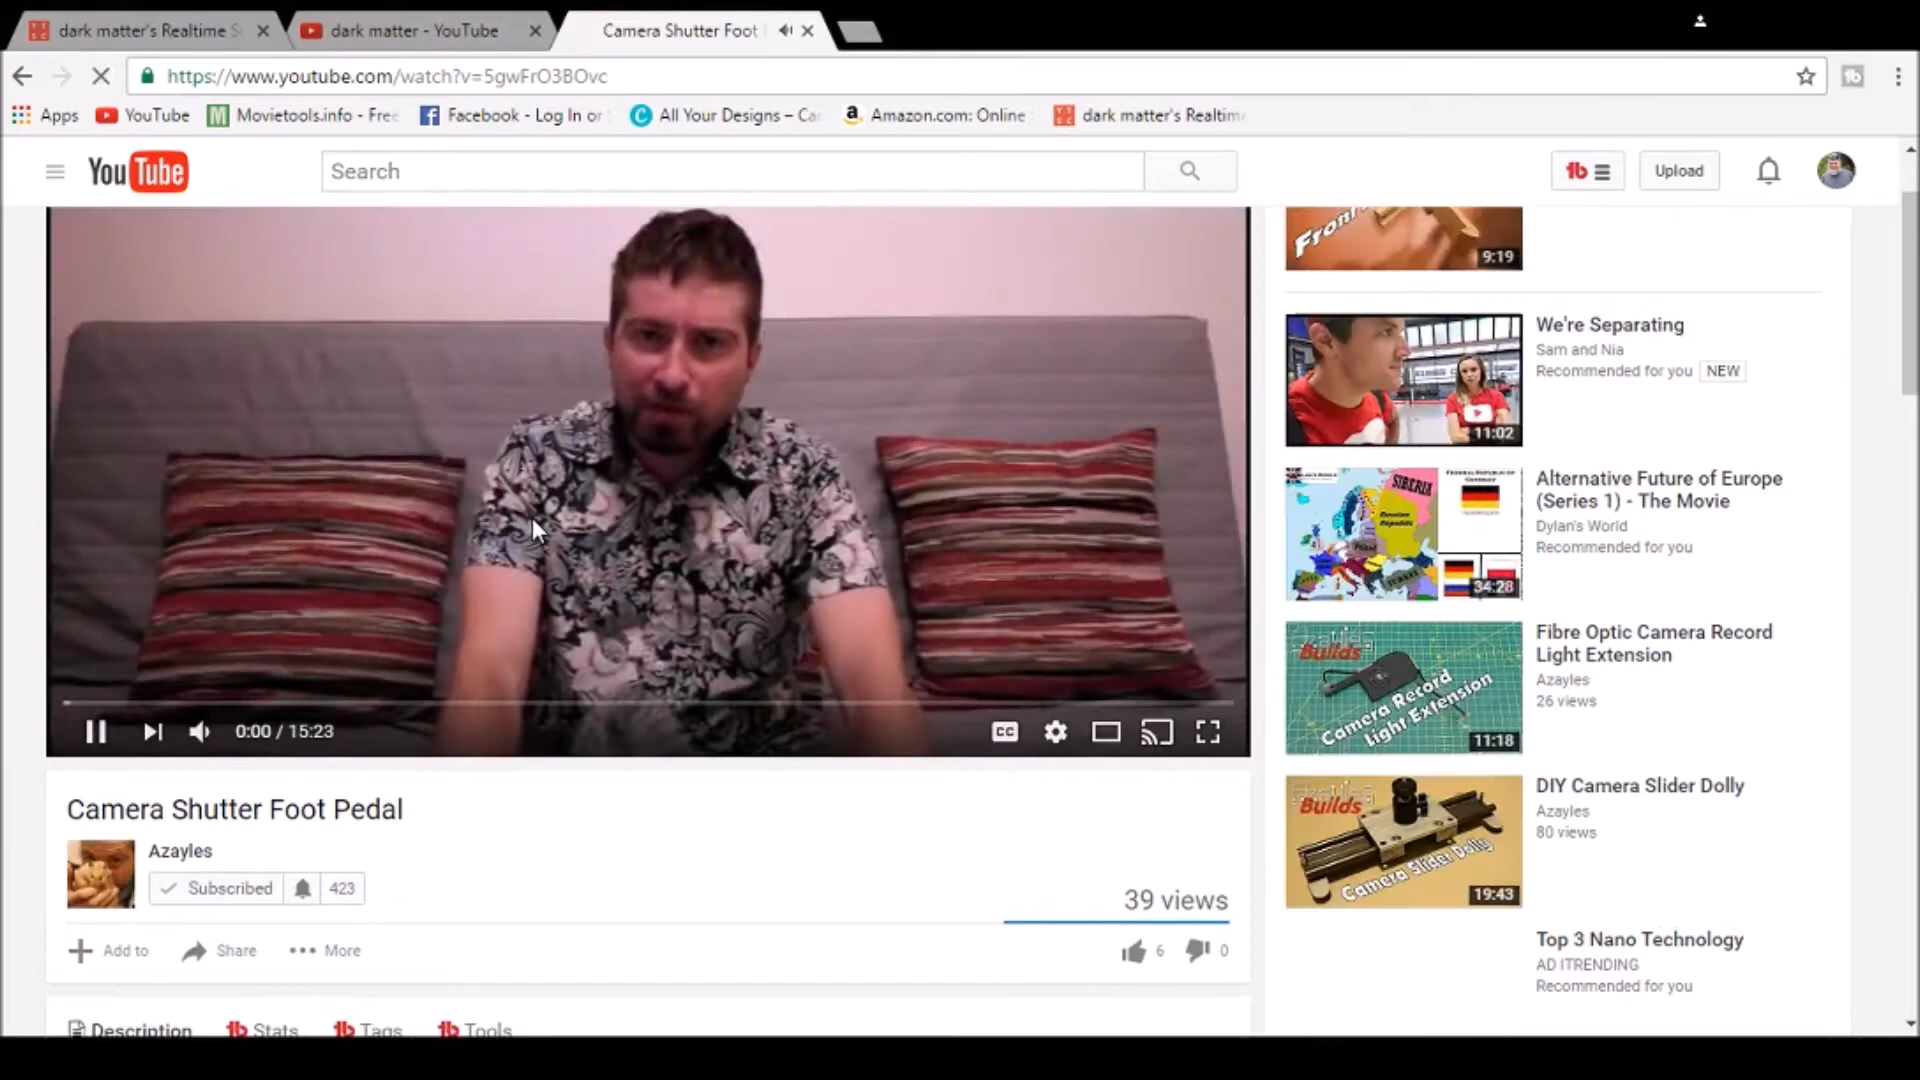 dark matter's Realtime S
dark matter - YouTube
Camera Shutter Foot
https://www.youtube.com/watch?v=5gwFrO3BOvc
Apps
YouTube
Movietools.info - Free
Facebook - Log In or
All Your Designs – Ca
Amazon.com: Online
dark matter's Realtim
YouTube
Search
Upload
9:19
We're Separating
Sam and Nia
Recommended for you NEW
11:02
Alternative Future of Europe
(Series 1) - The Movie
Dylan's World
Recommended for you
SIBERIA
34:28
Fibre Optic Camera Record
Light Extension
Azayles
26 views
Builds
Camera Record
Light Extension
11:18
DIY Camera Slider Dolly
Azayles
80 views
Builds
Camera Slider Dolly
19:43
Top 3 Nano Technology
AD ITRENDING
Recommended for you
0:00 / 15:23
CC
Camera Shutter Foot Pedal
Azayles
Subscribed 423
39 views
Add to Share More
6 0
Description Stats Tags Tools